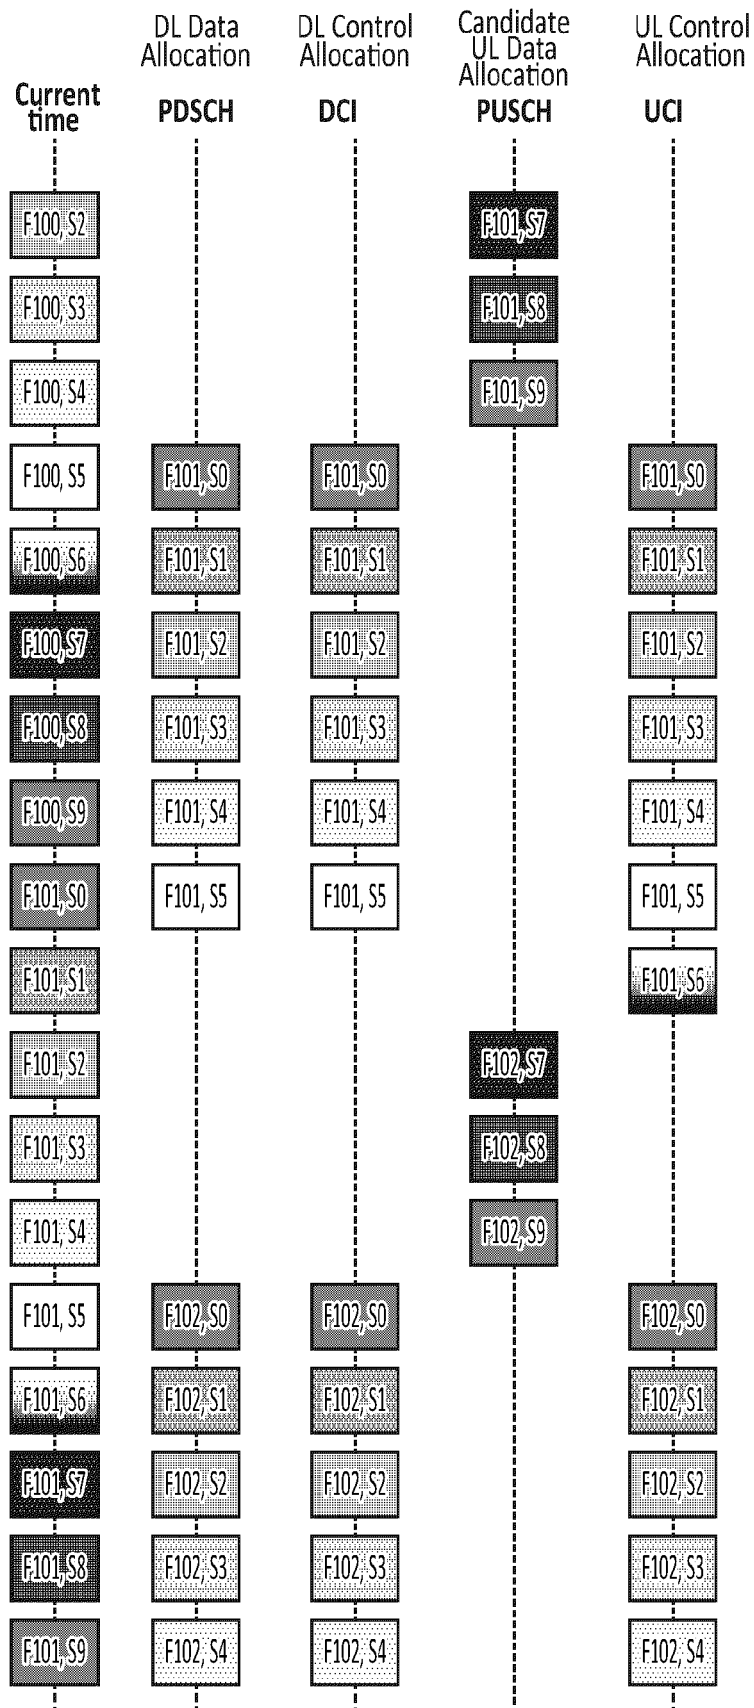 DL Data
Allocation
DL Control
Allocation
Candidate
UL Data
Allocation
UL Control
Allocation
Current
time
PDSCH
DCI
PUSCH
UCI
F100, S2
F101, S7
F100, S3
F101, S8
F100, S4
F101, S9
F100, S5
F101, S0
F101, S0
F101, S0
F100, S6
F101, S1
F101, S1
F101, S1
F100, S7
F101, S2
F101, S2
F101, S2
F100, S8
F101, S3
F101, S3
F101, S3
F100, S9
F101, S4
F101, S4
F101, S4
F101, S0
F101, S5
F101, S5
F101, S5
F101, S1
F101, S6
F101, S2
F102, S7
F101, S3
F102, S8
F101, S4
F102, S9
F101, S5
F102, S0
F102, S0
F102, S0
F101, S6
F102, S1
F102, S1
F102, S1
F101, S7
F102, S2
F102, S2
F102, S2
F101, S8
F102, S3
F102, S3
F102, S3
F101, S9
F102, S4
F102, S4
F102, S4